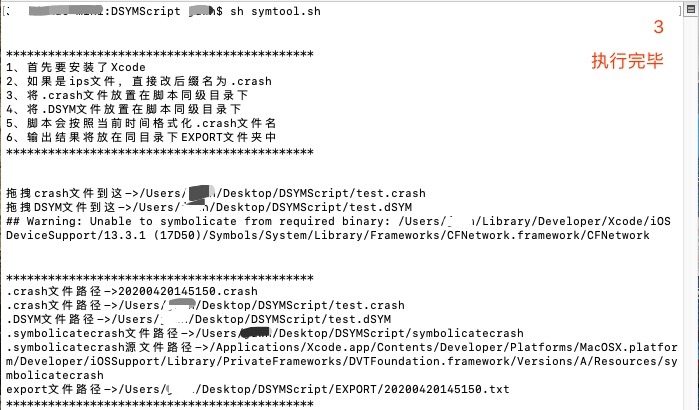 mini:DSYMScript $ sh symtool.sh
3
执行完毕
********************************************
1、首先要安装了Xcode
2、如果是ips文件，直接改后缀名为.crash
3、将.crash文件放置在脚本同级目录下
4、将.DSYM文件放置在脚本同级目录下
5、脚本会按照当前时间格式化.crash文件名
6、输出结果将放在同目录下EXPORT文件夹中
********************************************
拖拽crash文件到这->/Users/ /Desktop/DSYMScript/test.crash
拖拽DSYM文件到这->/Users/ /Desktop/DSYMScript/test.dSYM
## Warning: Unable to symbolicate from required binary: /Users/ /Library/Developer/Xcode/iOS
DeviceSupport/13.3.1 (17D50)/Symbols/System/Library/Frameworks/CFNetwork.framework/CFNetwork
********************************************
.crash文件路径->20200420145150.crash
.crash文件路径->/Users/ /Desktop/DSYMScript/test.crash
.DSYM文件路径->/Users/ /Desktop/DSYMScript/test.dSYM
.symbolicatecrash文件路径->/Users/ /Desktop/DSYMScript/symbolicatecrash
.symbolicatecrash源文件路径->/Applications/Xcode.app/Contents/Developer/Platforms/MacOSX.platfor
m/Developer/iOSSupport/Library/PrivateFrameworks/DVTFoundation.framework/Versions/A/Resources/sy
mbolicatecrash
export文件路径->/Users/ /Desktop/DSYMScript/EXPORT/20200420145150.txt
********************************************